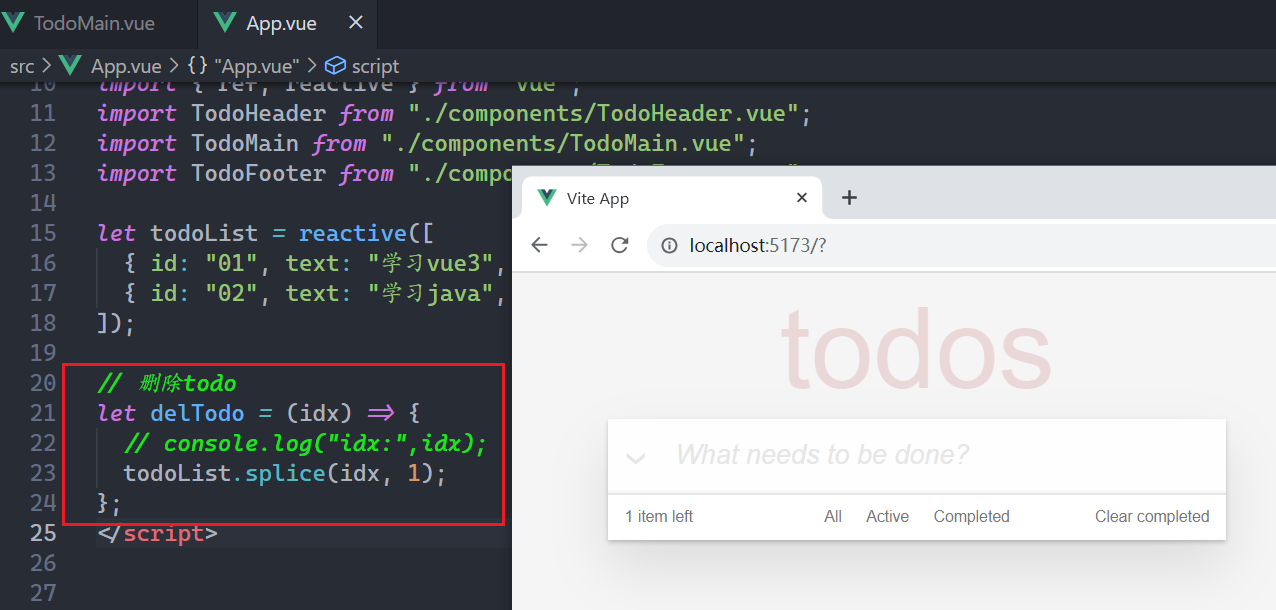 TodoMain.vue
App.vue
src > App.vue > {} "App.vue" > script
10 import { ref, reactive } from "vue";
11 import TodoHeader from "./components/TodoHeader.vue";
12 import TodoMain from "./components/TodoMain.vue";
13 import TodoFooter from "./compo
14
15 let todoList = reactive([
16 { id: "01", text: "学习vue3",
17 { id: "02", text: "学习java",
18 ]);
19
20 // 删除todo
21 let delTodo = (idx) => {
22 // console.log("idx:",idx);
23 todoList.splice(idx, 1);
24 };
25 </script>
26
27
Vite App
localhost:5173/?
todos
What needs to be done?
1 item left All Active Completed Clear completed